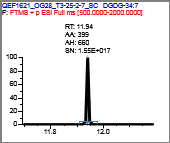 QEF1621_OG28_T3-25-2-7_SC DGDG-34:7
F: FTMS + p ESI Full ms [500.0000-2000.0000]
RT: 11.94
AA: 399
AH: 660
SN: 1.55E+017
100
80
60
40
20
0
11.8 12.0